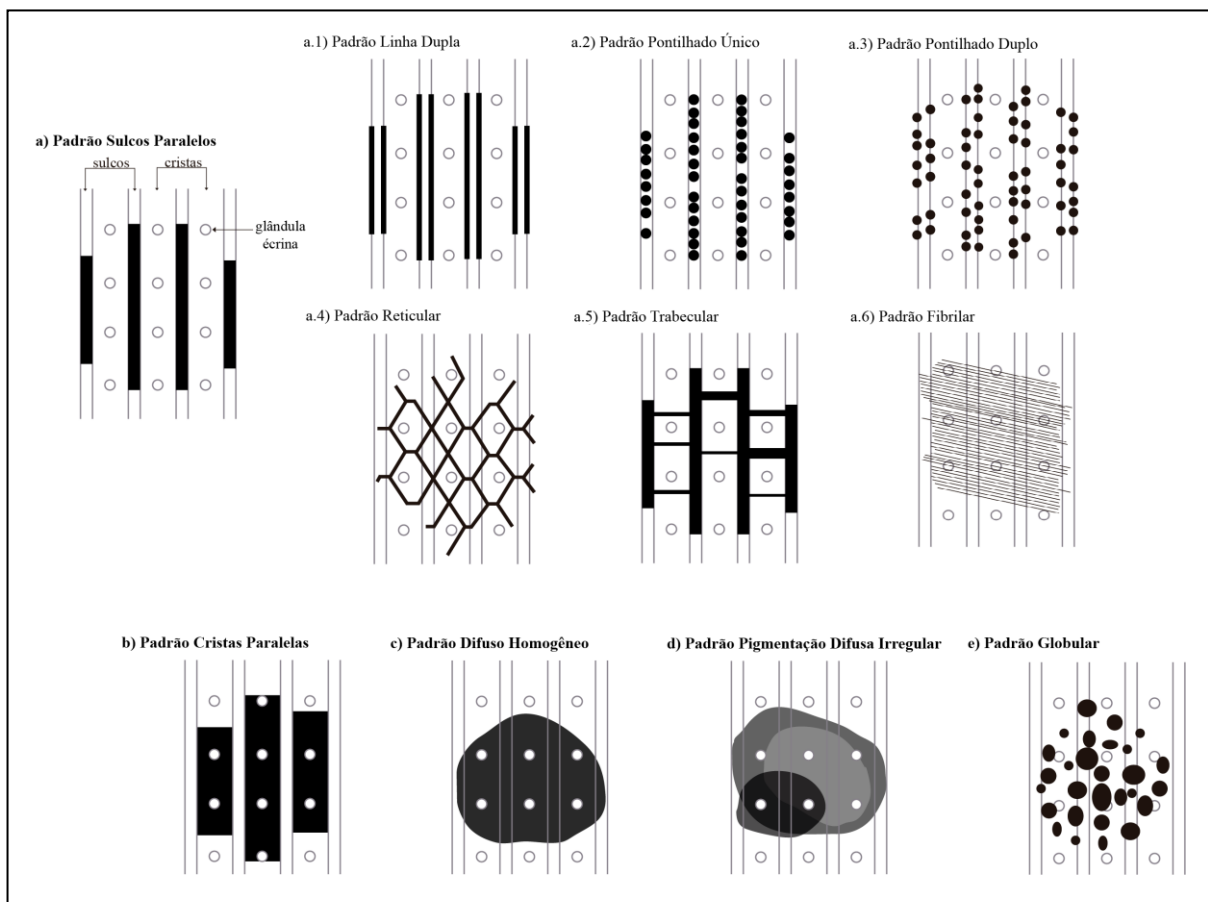 a.1) Padrão Linha Dupla
a.2) Padrão Pontilhado Único
a.3) Padrão Pontilhado Duplo
a) Padrão Sulcos Paralelos
sulcos
cristas
glândula
écrina
a.4) Padrão Reticular
a.5) Padrão Trabecular
a.6) Padrão Fibrilar
b) Padrão Cristas Paralelas
c) Padrão Difuso Homogêneo
d) Padrão Pigmentação Difusa Irregular
e) Padrão Globular